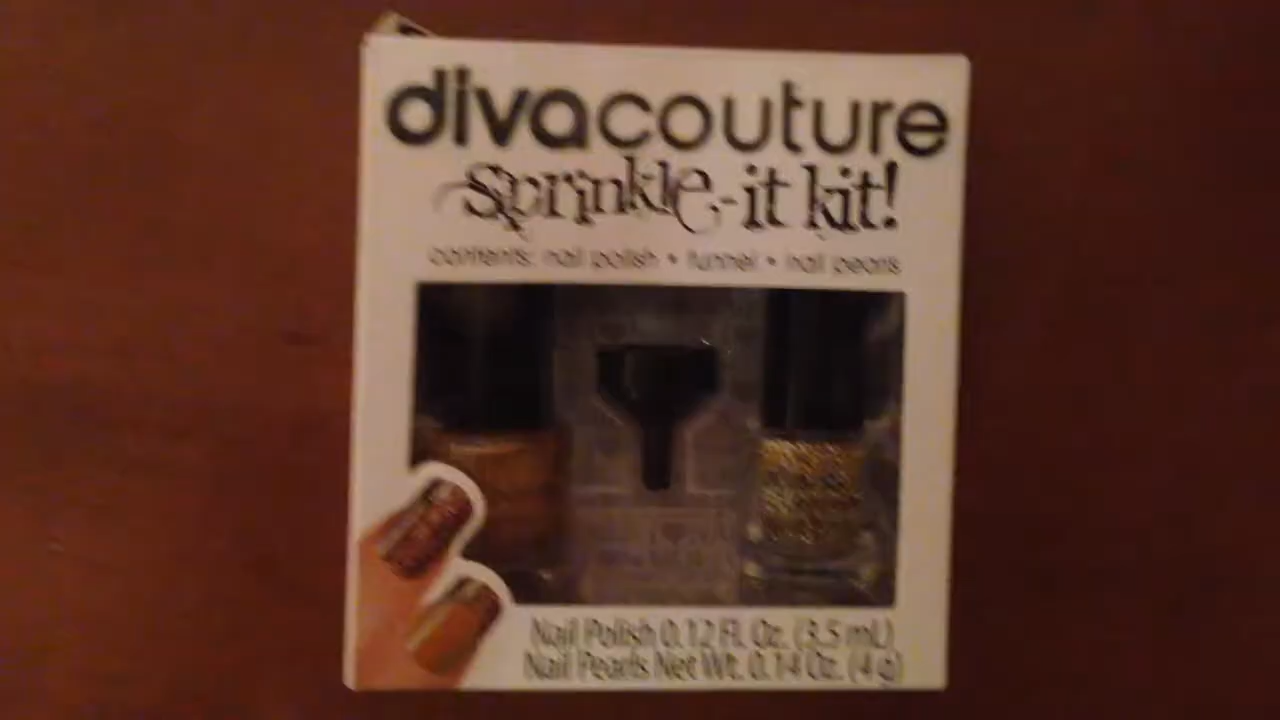 divacouture
sprinkle-it kit!
contents: nail polish • funnel • nail pearls
Nail Polish 0.12 Fl. Oz. (3.5 mL)
Nail Pearls Net Wt. 0.14 Oz. (4 g)